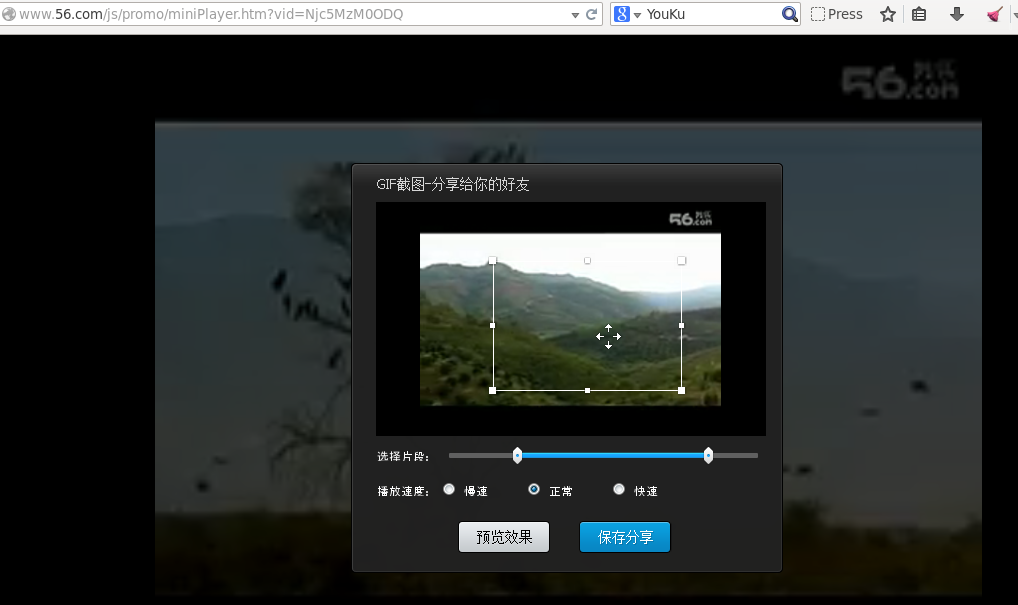 www.56.com/js/promo/miniPlayer.htm?vid=Njc5MzM0ODQ
8 YouKu Press
56.com
GIF截图-分享给你的好友
56.com
选择片段：
播放速度： 慢速 正常 快速
预览效果 保存分享